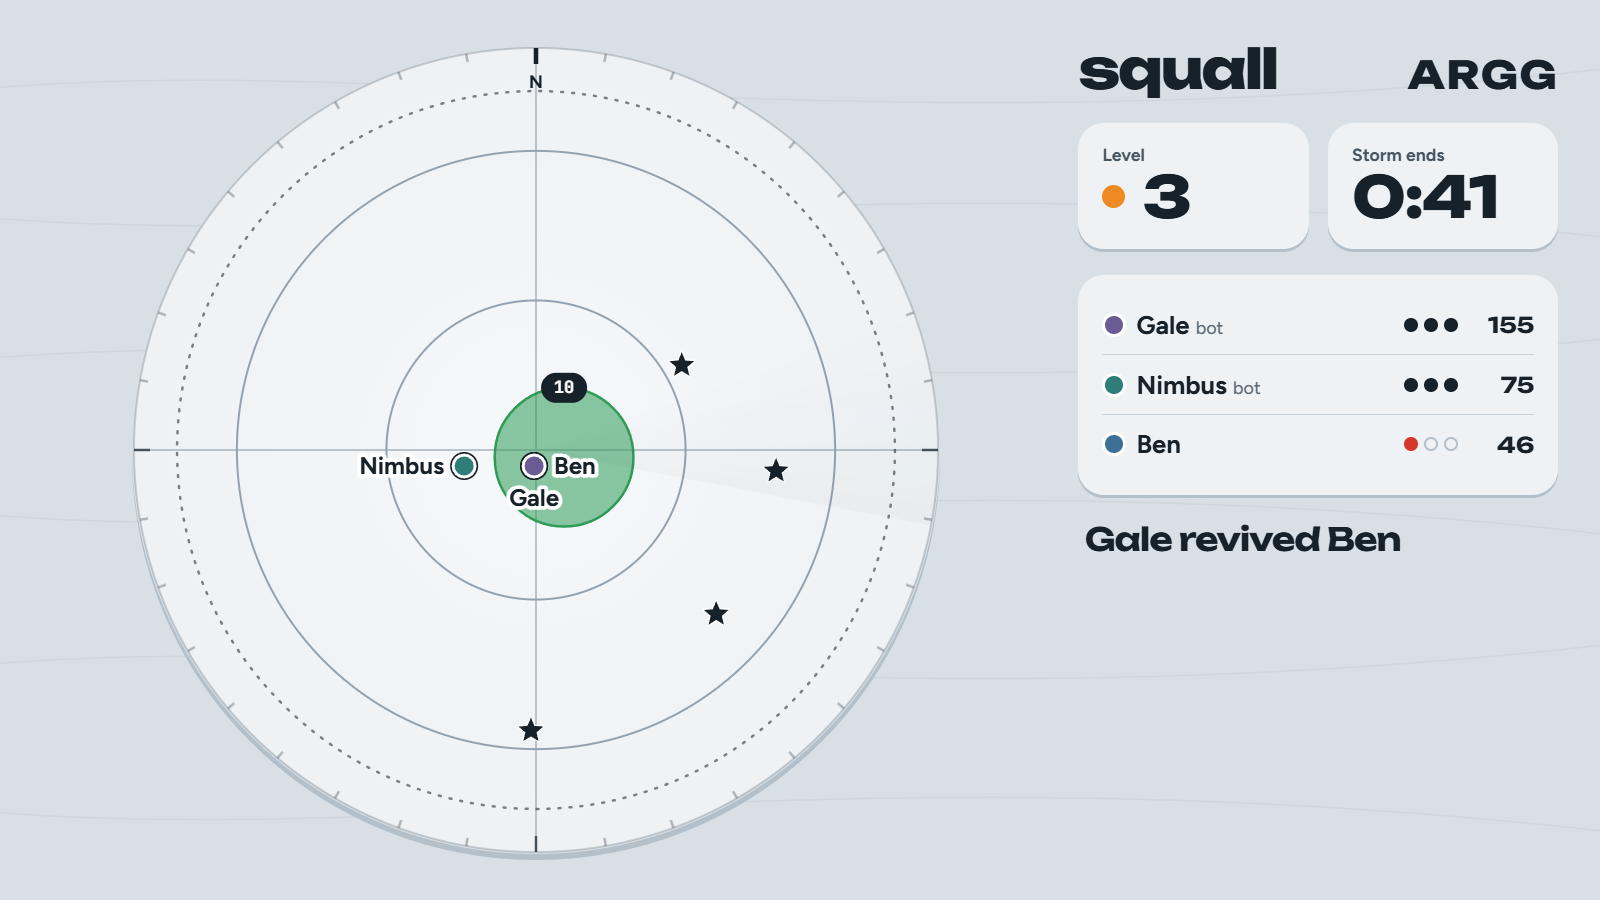 squall
ARGG
Level
3
Storm ends
0:41
Gale bot 155
Nimbus bot 75
Ben 46
Gale revived Ben
N
10
Nimbus
Ben
Gale